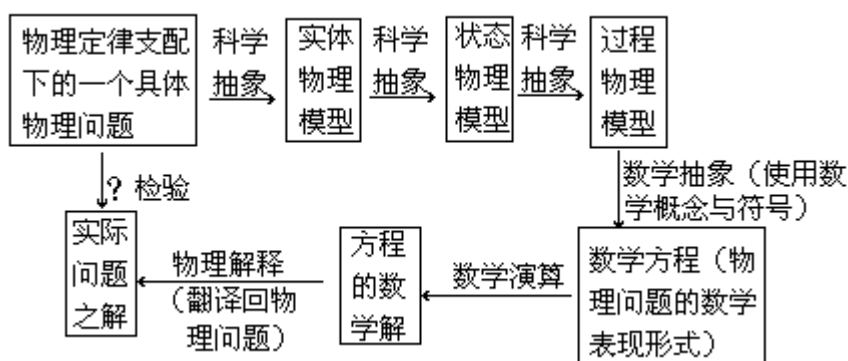 物理定律支配
下的一个具体
物理问题
科学
抽象
实体
物理
模型
科学
抽象
状态
物理
模型
科学
抽象
过程
物理
模型
数学抽象（使用数
学概念与符号）
？检验
实际
问题
之解
物理解释
（翻译回物
理问题）
方程
的数
学解
数学演算
数学方程（物
理问题的数学
表现形式）